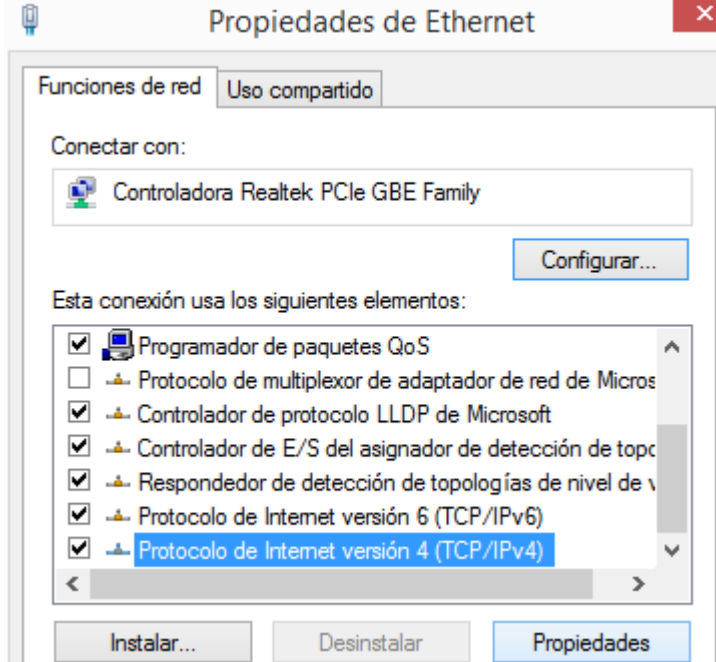 Propiedades de Ethernet
Funciones de red
Uso compartido
Conectar con:
Controladora Realtek PCIe GBE Family
Configurar...
Esta conexión usa los siguientes elementos:
Programador de paquetes QoS
Protocolo de multiplexor de adaptador de red de Micros
Controlador de protocolo LLDP de Microsoft
Controlador de E/S del asignador de detección de topo
Respondedor de detección de topologías de nivel de v
Protocolo de Internet versión 6 (TCP/IPv6)
Protocolo de Internet versión 4 (TCP/IPv4)
Instalar...
Desinstalar
Propiedades